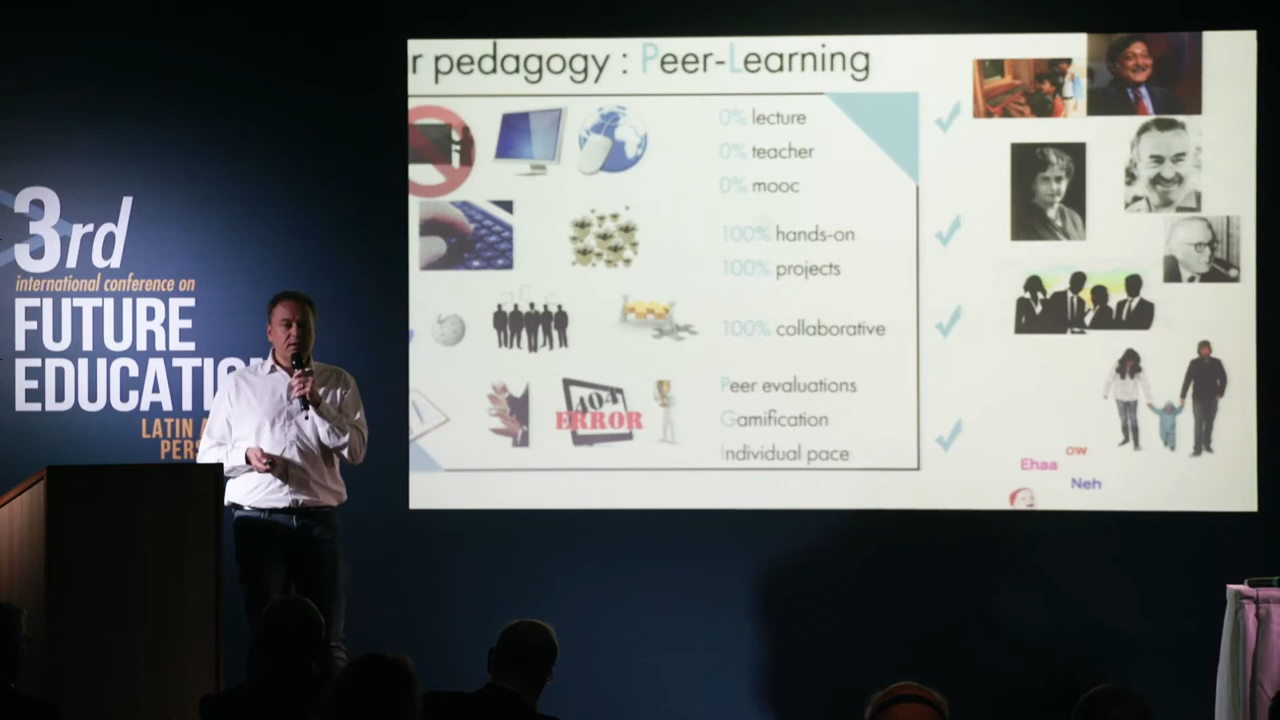 3rd
international conference on
FUTURE
EDUCATIO
LATIN A
PERS
r pedagogy : Peer-Learning
0% lecture
0% teacher
0% mooc
100% hands-on
100% projects
100% collaborative
404
ERROR
Peer evaluations
Gamification
Individual pace
ow
Ehaa
Neh